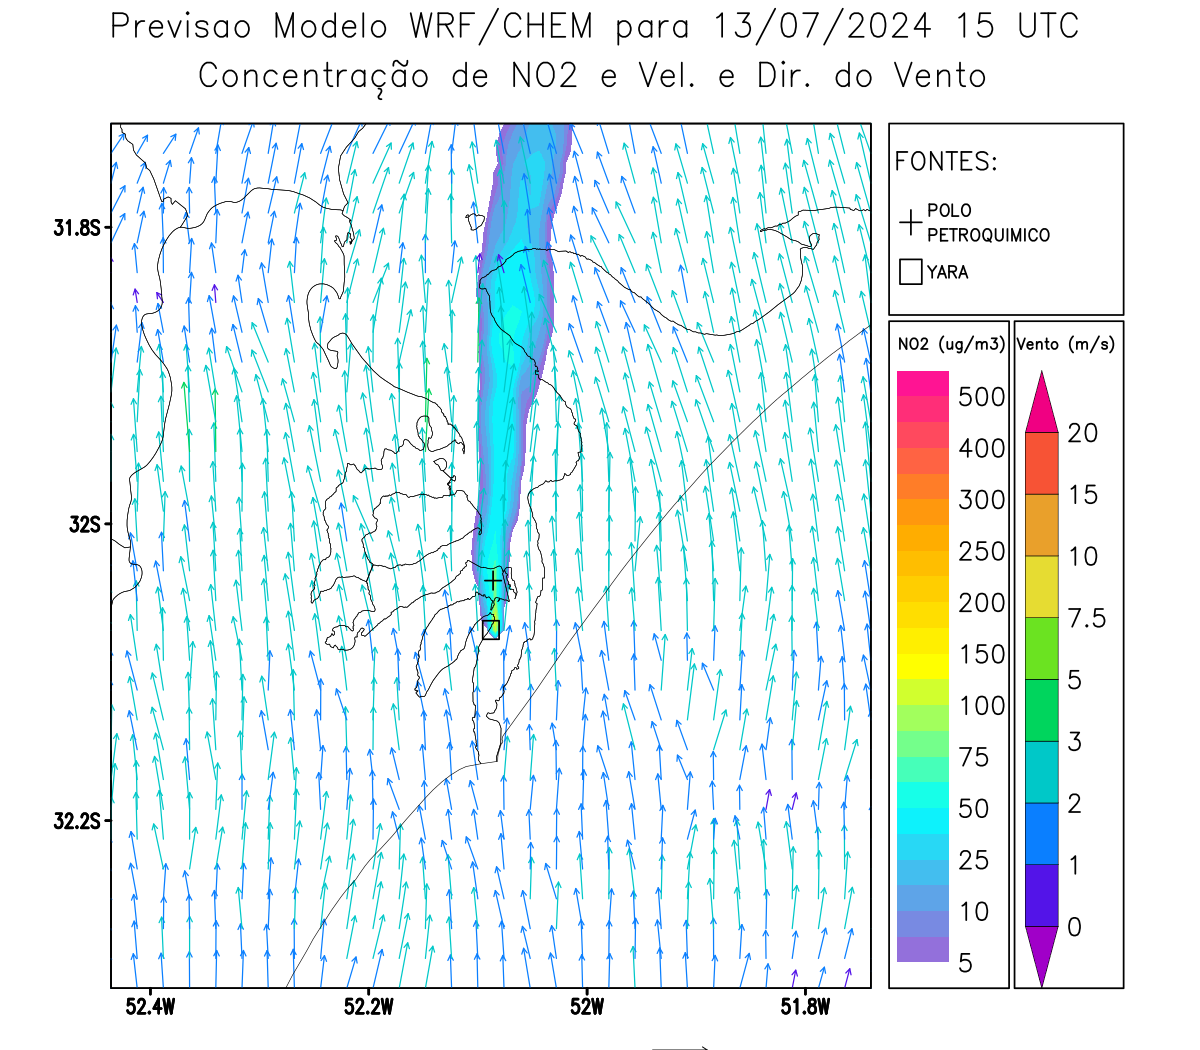 Previsao Modelo WRF/CHEM para 13/07/2024 15 UTC
Concentração de NO2 e Vel. e Dir. do Vento
FONTES:
POLO
PETROQUIMICO
YARA
31.8S
32S
32.2S
52.4W
52.2W
52W
51.8W
NO2 (ug/m3)
500
400
300
250
200
150
100
75
50
25
10
5
Vento (m/s)
20
15
10
7.5
5
3
2
1
0